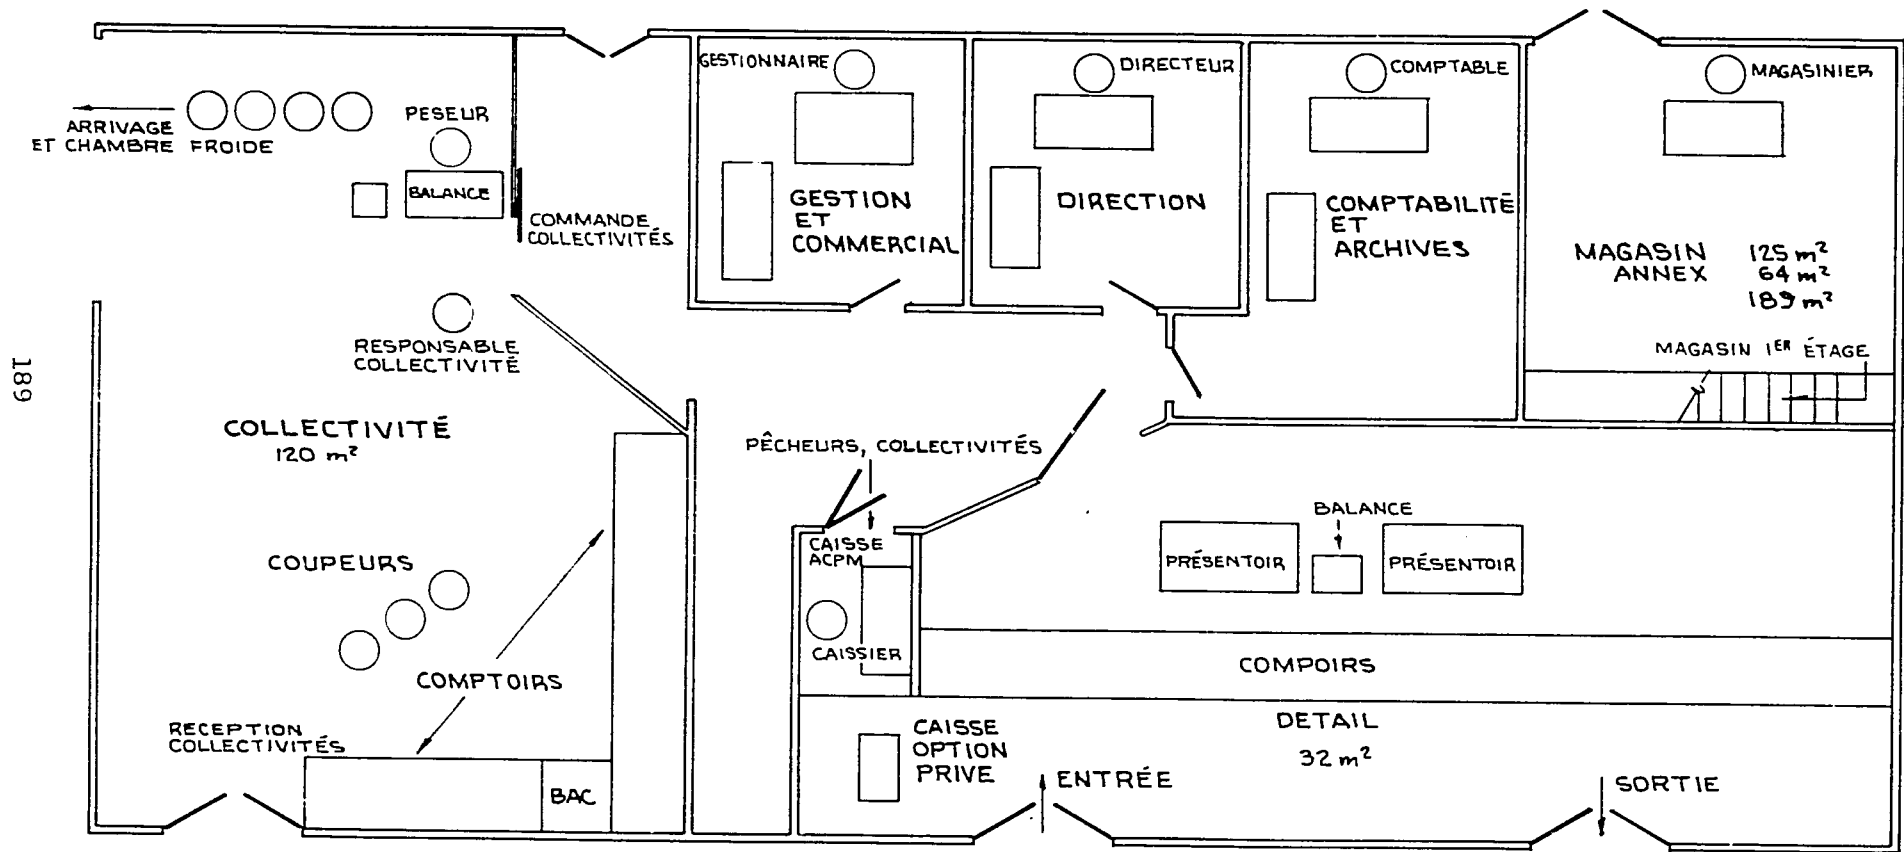 GESTIONNAIRE
DIRECTEUR
COMPTABLE
MAGASINIER
ARRIVAGE
ET CHAMBRE FROIDE
PESEUR
BALANCE
COMMANDE
COLLECTIVITÉS
GESTION
ET
COMMERCIAL
DIRECTION
COMPTABILITÉ
ET
ARCHIVES
MAGASIN 125 m²
ANNEX 64 m²
189 m²
MAGASIN 1ER ÉTAGE
RESPONSABLE
COLLECTIVITÉ
189
COLLECTIVITÉ
120 m²
PÊCHEURS, COLLECTIVITÉS
COUPEURS
CAISSE
ACPM
CAISSIER
BALANCE
PRÉSENTOIR
PRÉSENTOIR
COMPTOIRS
COMPOIRS
RECEPTION
COLLECTIVITÉS
BAC
CAISSE
OPTION
PRIVE
DETAIL
32 m²
ENTRÉE
SORTIE